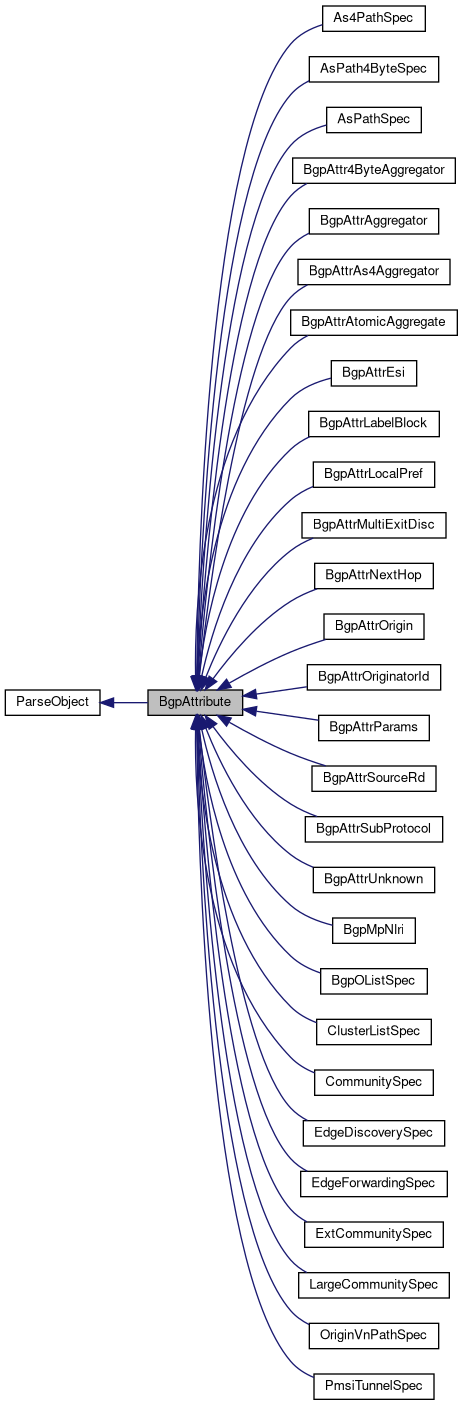 As4PathSpec
AsPath4ByteSpec
AsPathSpec
BgpAttr4ByteAggregator
BgpAttrAggregator
BgpAttrAs4Aggregator
BgpAttrAtomicAggregate
BgpAttrEsi
BgpAttrLabelBlock
BgpAttrLocalPref
BgpAttrMultiExitDisc
BgpAttrNextHop
BgpAttrOrigin
BgpAttrOriginatorId
ParseObject
BgpAttribute
BgpAttrParams
BgpAttrSourceRd
BgpAttrSubProtocol
BgpAttrUnknown
BgpMpNlri
BgpOListSpec
ClusterListSpec
CommunitySpec
EdgeDiscoverySpec
EdgeForwardingSpec
ExtCommunitySpec
LargeCommunitySpec
OriginVnPathSpec
PmsiTunnelSpec